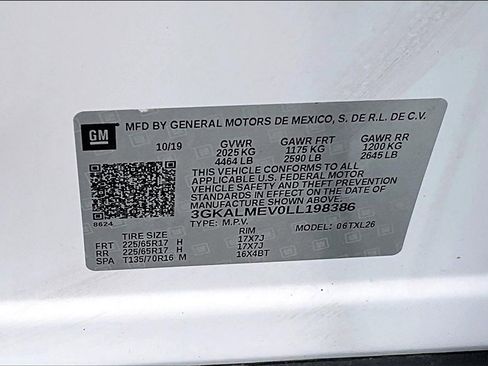 GM MFD BY GENERAL MOTORS DE MEXICO, S. DE R.L. DE C.V.
10/19 GVWR GAWR FRT GAWR RR
2025 KG 1175 KG 1200 KG
4464 LB 2590 LB 2645 LB
THIS VEHICLE CONFORMS TO ALL
APPLICABLE U.S. FEDERAL MOTOR
VEHICLE SAFETY AND THEFT PREVENTION
STANDARDS IN EFFECT ON THE DATE OF
MANUFACTURE SHOWN ABOVE.
3GKALMEV0LL198386
8624 TYPE: M.P.V. MODEL: 06TXL26
TIRE SIZE RIM
FRT 225/65R17 H 17X7J
RR 225/65R17 H 17X7J
SPA T135/70R16 M 16X4BT